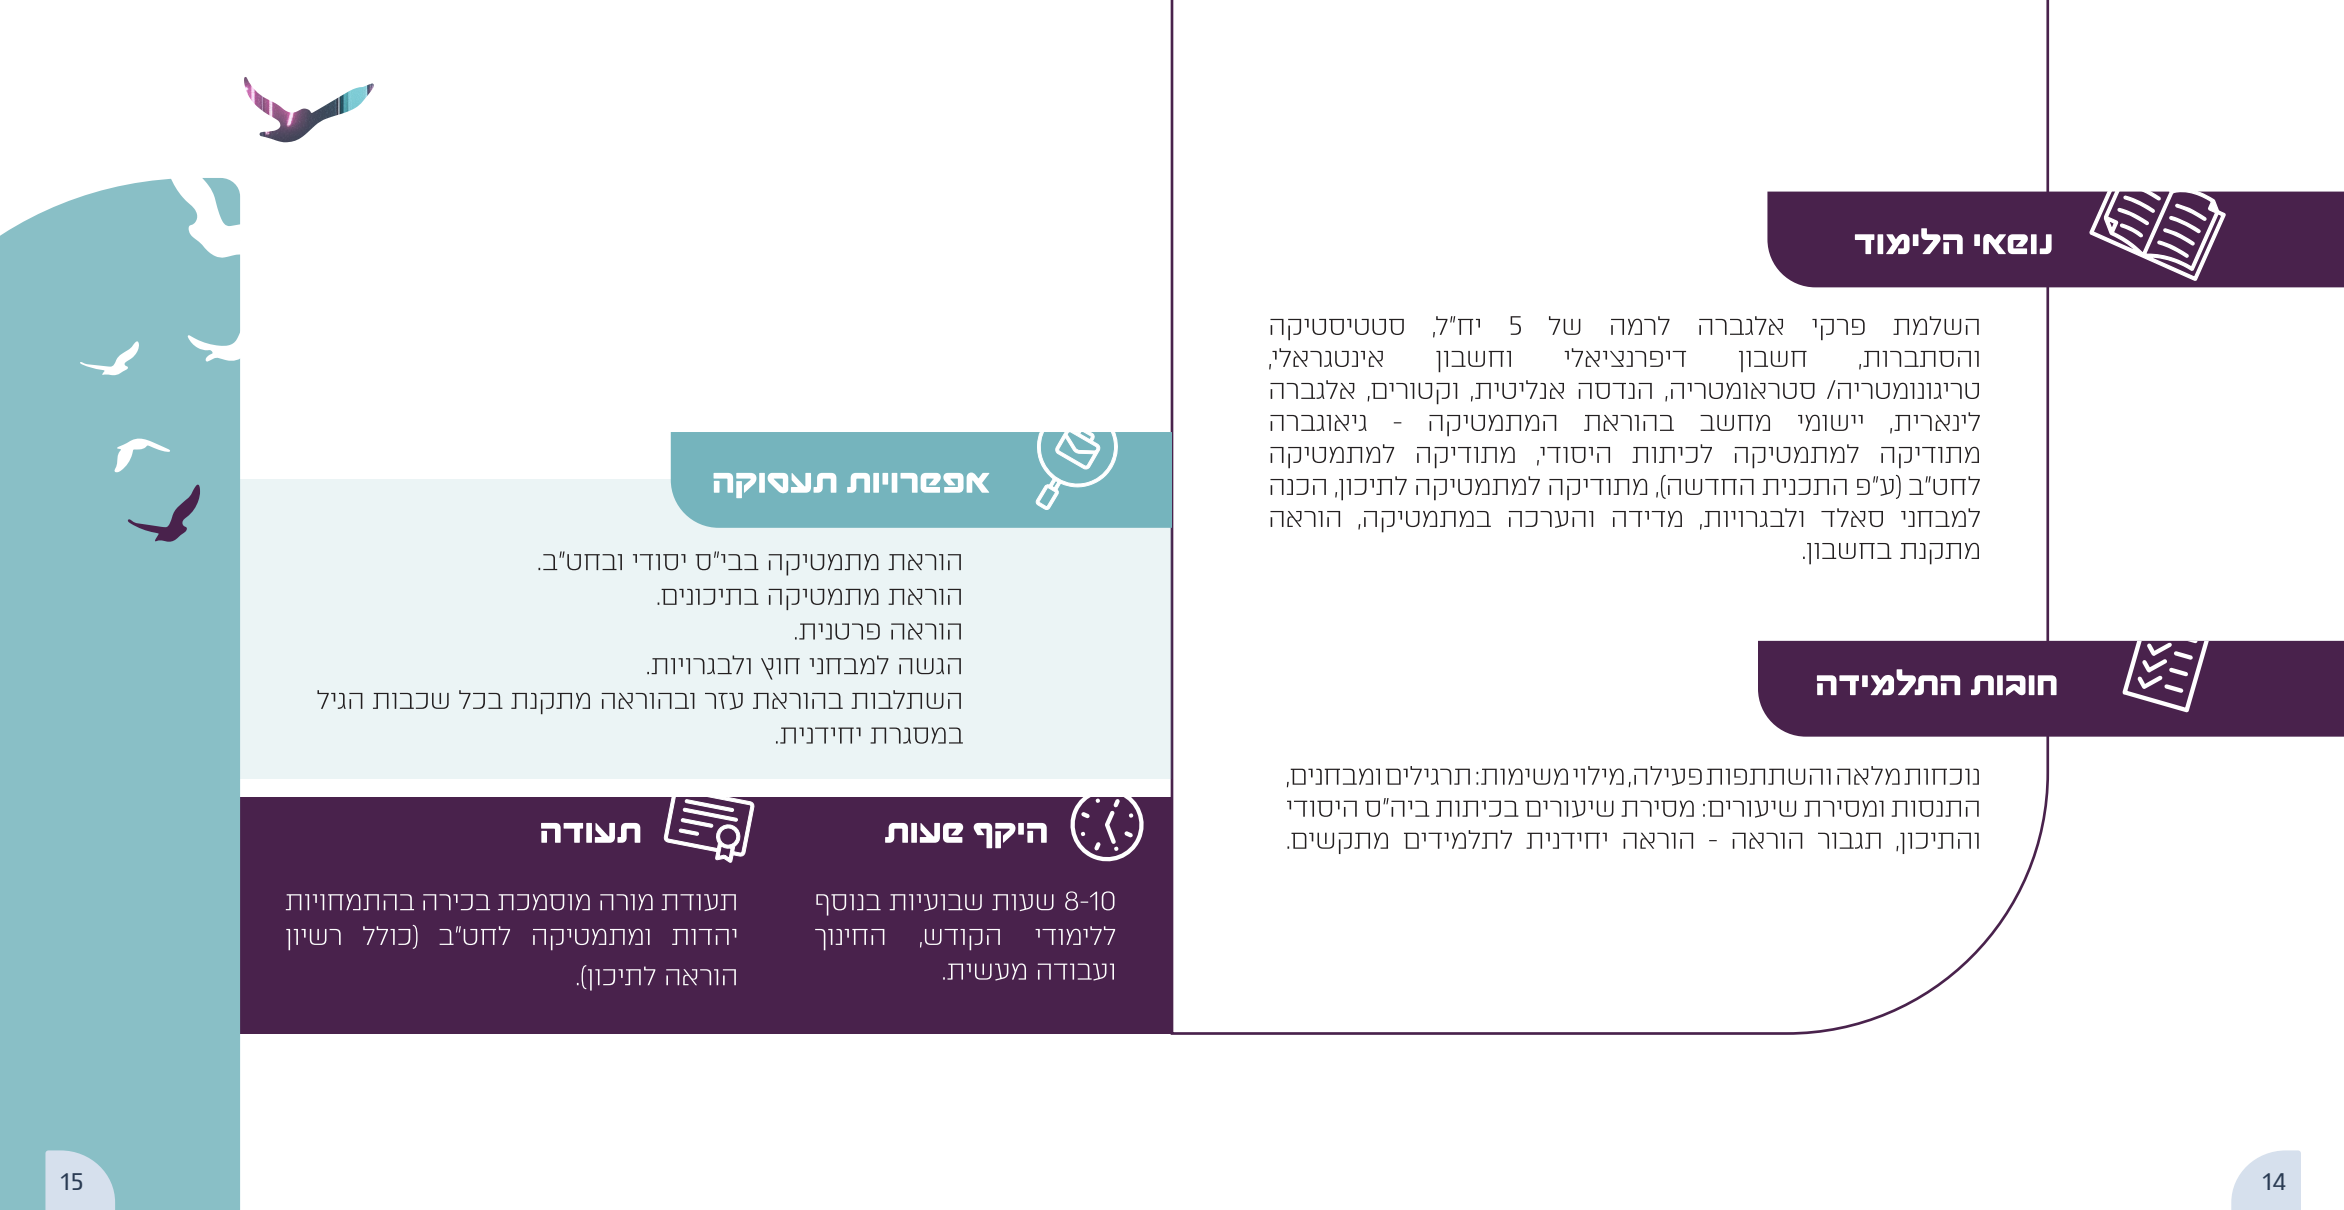 נושאי הלימוד
השלמת פרקי אלגברה לרמה של 5 יח"ל, סטטיסטיקה
והסתברות, חשבון דיפרנציאלי וחשבון אינטגראלי,
טריגונומטריה/ סטראומטריה, הנדסה אנליטית, וקטורים, אלגברה
לינארית, יישומי מחשב בהוראת המתמטיקה - גיאוגברה
מתודיקה למתמטיקה לכיתות היסודי, מתודיקה למתמטיקה
לחט"ב (ע"פ התכנית החדשה), מתודיקה למתמטיקה לתיכון, הכנה
למבחני סאלד ולבגרויות, מדידה והערכה במתמטיקה, הוראה
מתקנת בחשבון.
חובות התלמידה
נוכחות מלאה והשתתפות פעילה, מילוי משימות: תרגילים ומבחנים,
התנסות ומסירת שיעורים: מסירת שיעורים בכיתות ביה"ס היסודי
והתיכון, תגבור הוראה - הוראה יחידנית לתלמידים מתקשים.
14
אפשרויות תעסוקה
הוראת מתמטיקה בבי"ס יסודי ובחט"ב.
הוראת מתמטיקה בתיכונים.
הוראה פרטנית.
הגשה למבחני חוץ ולבגרויות.
השתלבות בהוראת עזר ובהוראה מתקנת בכל שכבות הגיל
במסגרת יחידנית.
היקף שעות
8-10 שעות שבועיות בנוסף
ללימודי הקודש, החינוך
ועבודה מעשית.
תעודה
תעודת מורה מוסמכת בכירה בהתמחויות
יהדות ומתמטיקה לחט"ב (כולל רשיון
הוראה לתיכון).
15